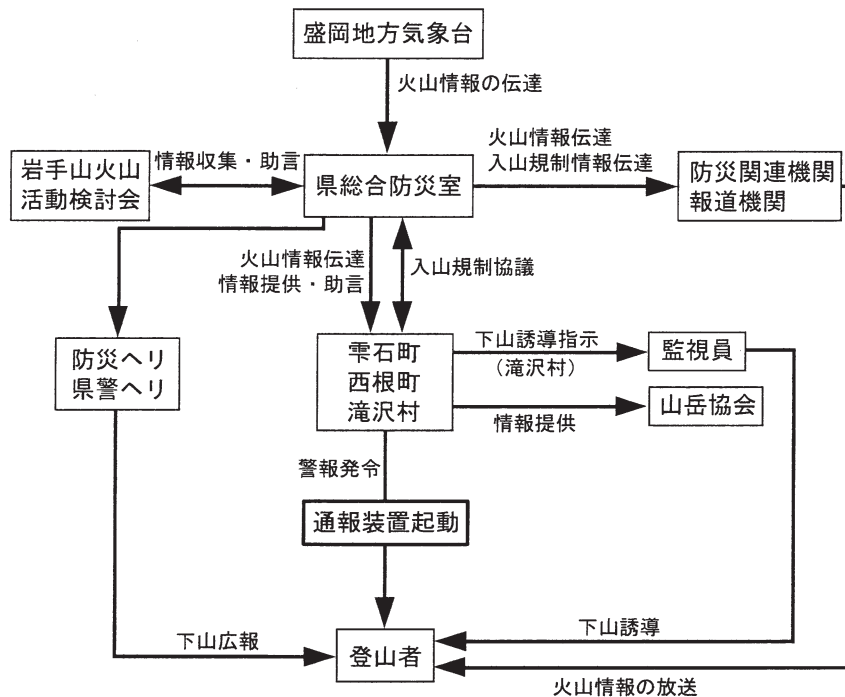 盛岡地方気象台
火山情報の伝達
岩手山火山
活動検討会
情報収集・助言
県総合防災室
火山情報伝達
入山規制情報伝達
防災関連機関
報道機関
火山情報伝達
情報提供・助言
入山規制協議
防災ヘリ
県警ヘリ
雫石町
西根町
滝沢村
下山誘導指示
(滝沢村)
監視員
情報提供
山岳協会
警報発令
通報装置起動
下山広報
登山者
下山誘導
火山情報の放送